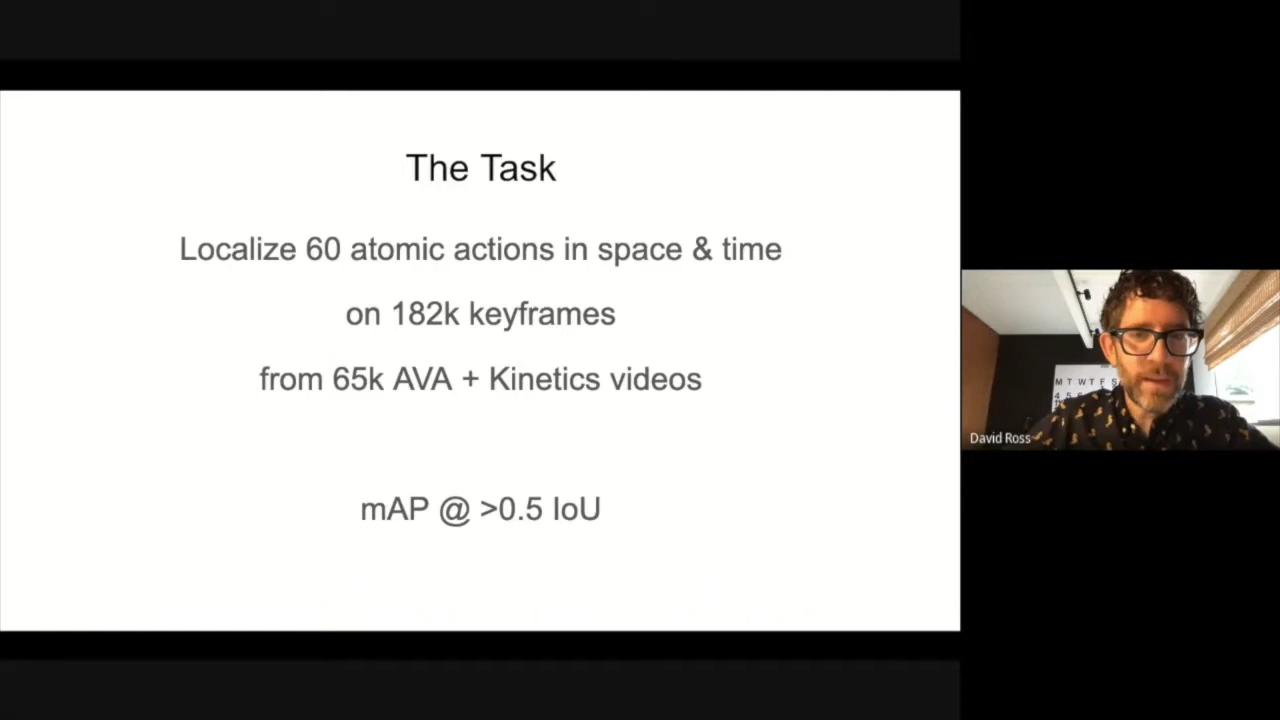 The Task
Localize 60 atomic actions in space & time
on 182k keyframes
from 65k AVA + Kinetics videos
mAP @ >0.5 IoU
M T W T F S
David Ross